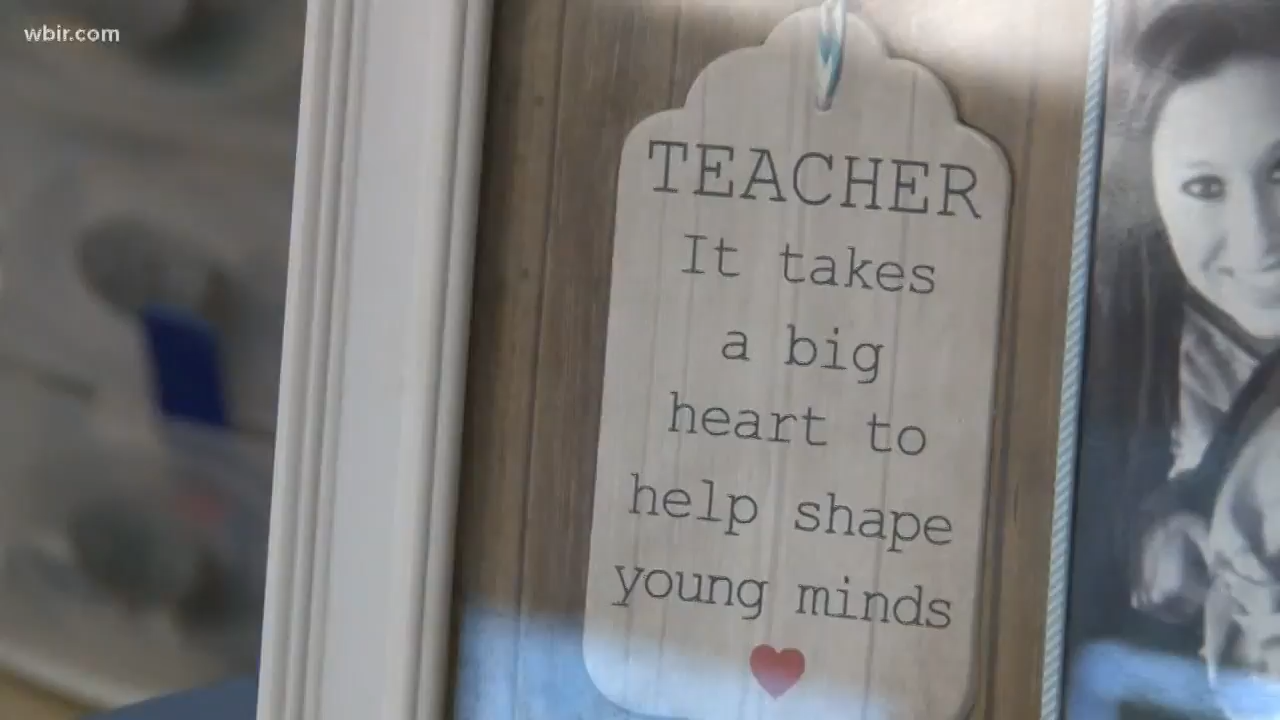 wbir.com
TEACHER
It takes
a big
heart to
help shape
young minds